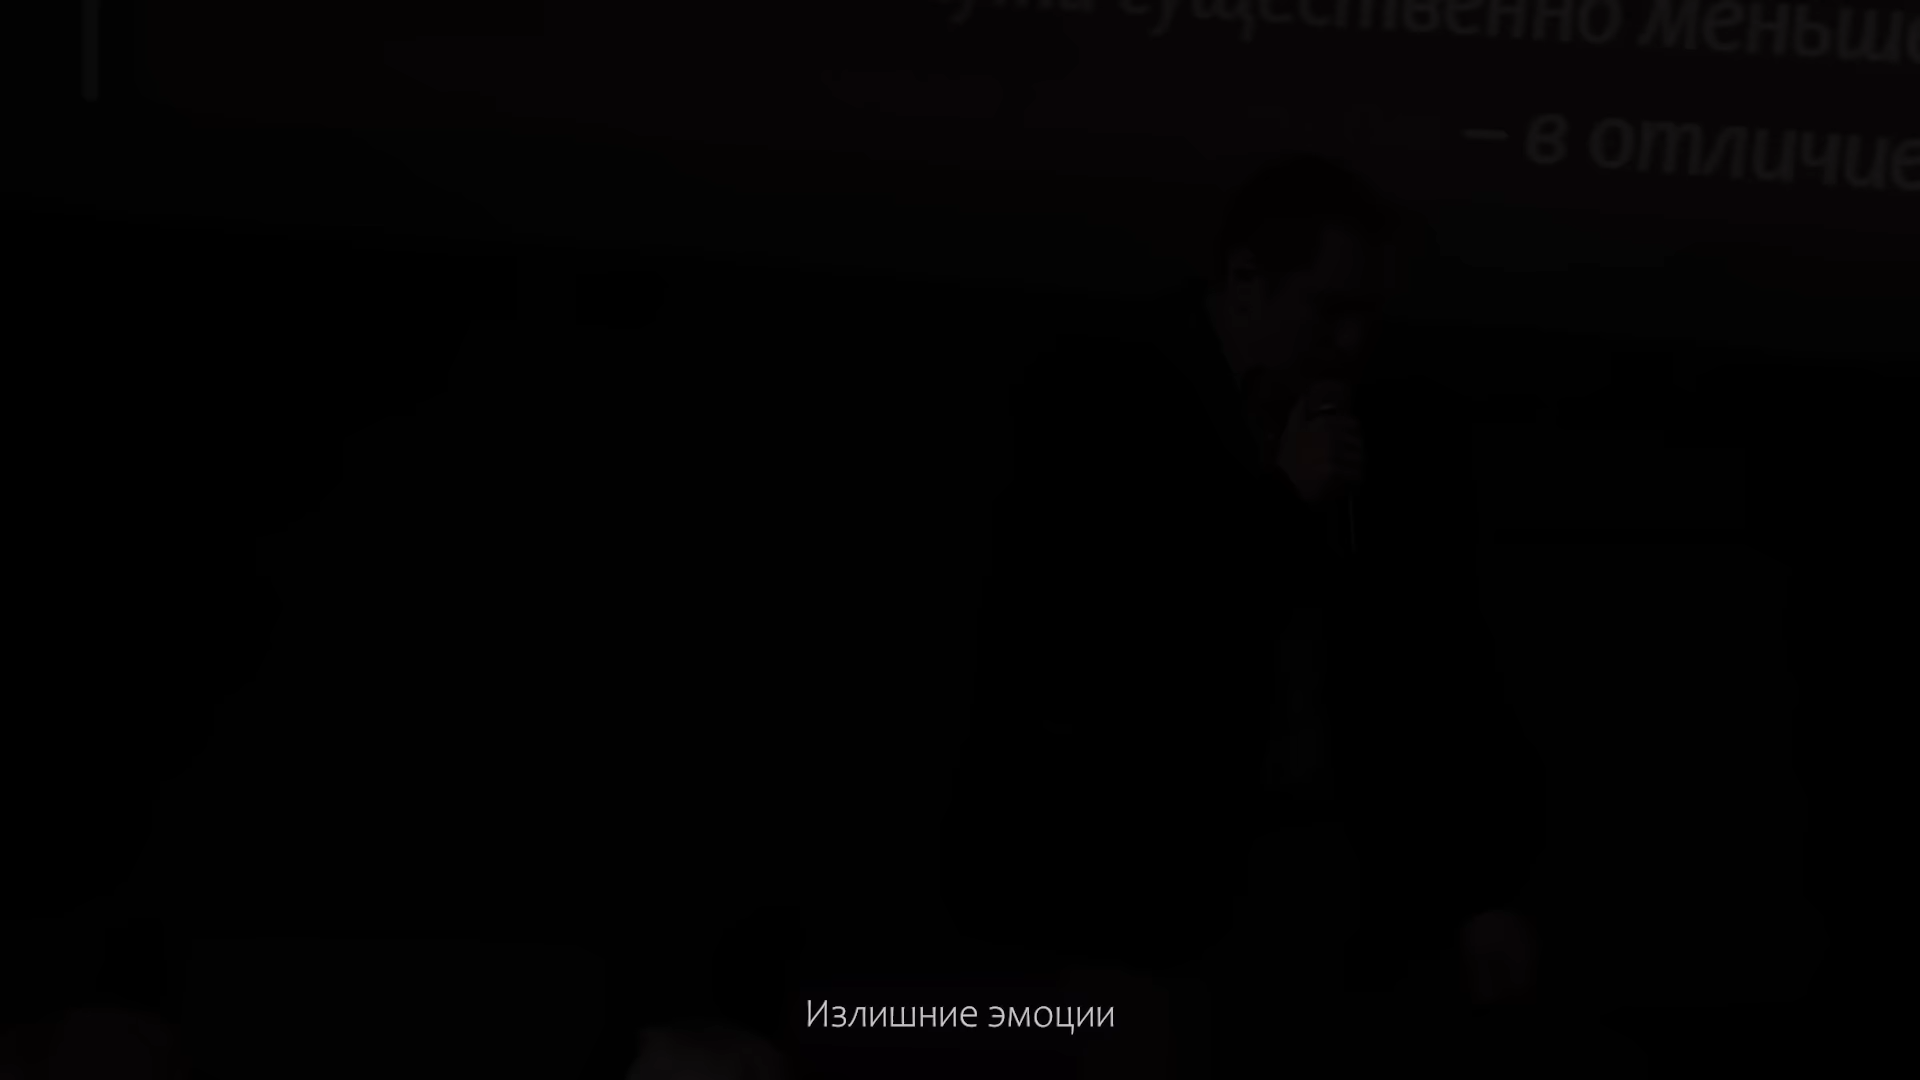 существенно меньше
– в отличие
Излишние эмоции